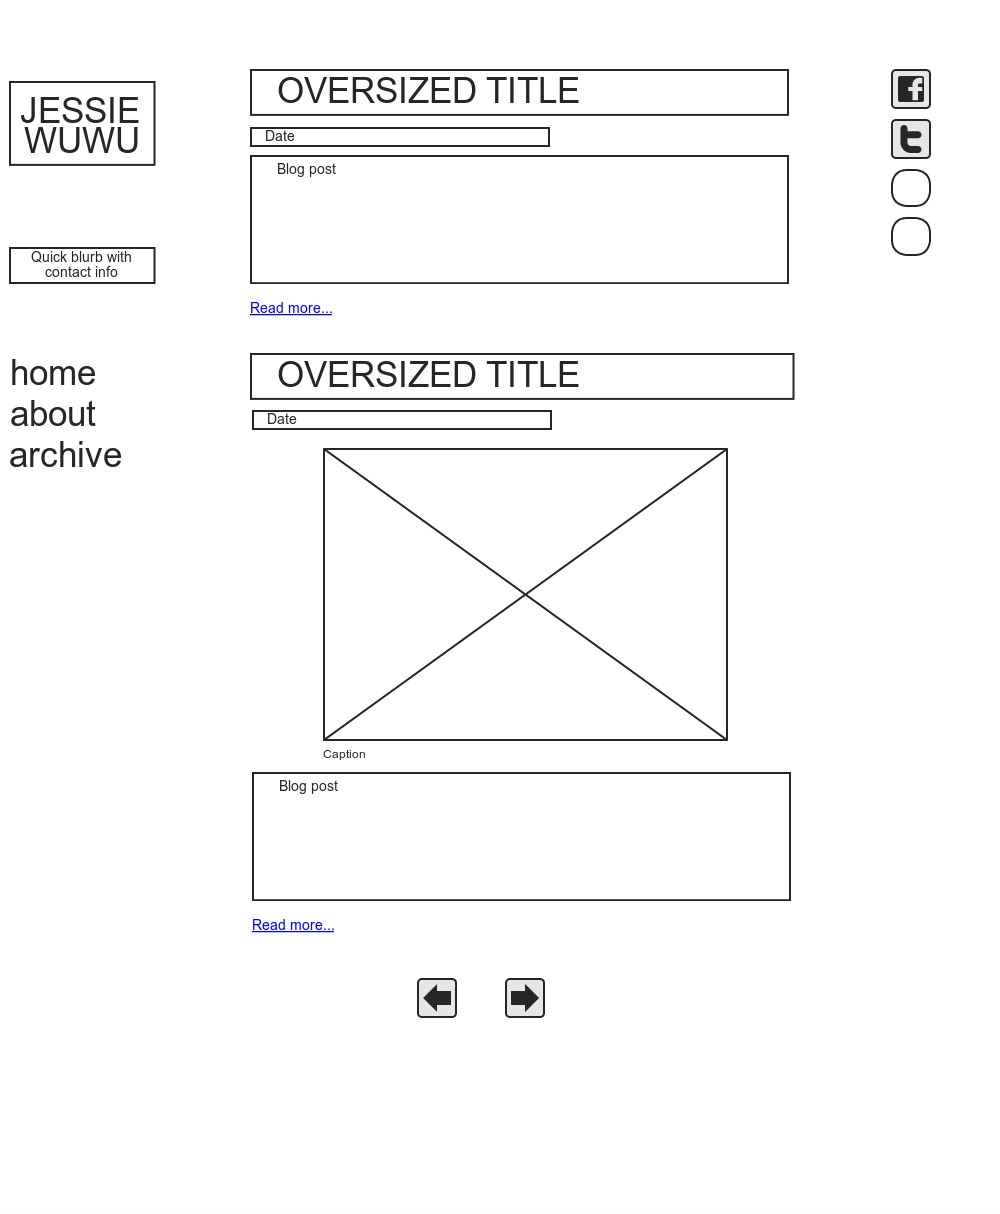 JESSIE
WUWU
Quick blurb with
contact info
home
about
archive
OVERSIZED TITLE
Date
Blog post
Read more...
OVERSIZED TITLE
Date
Caption
Blog post
Read more...